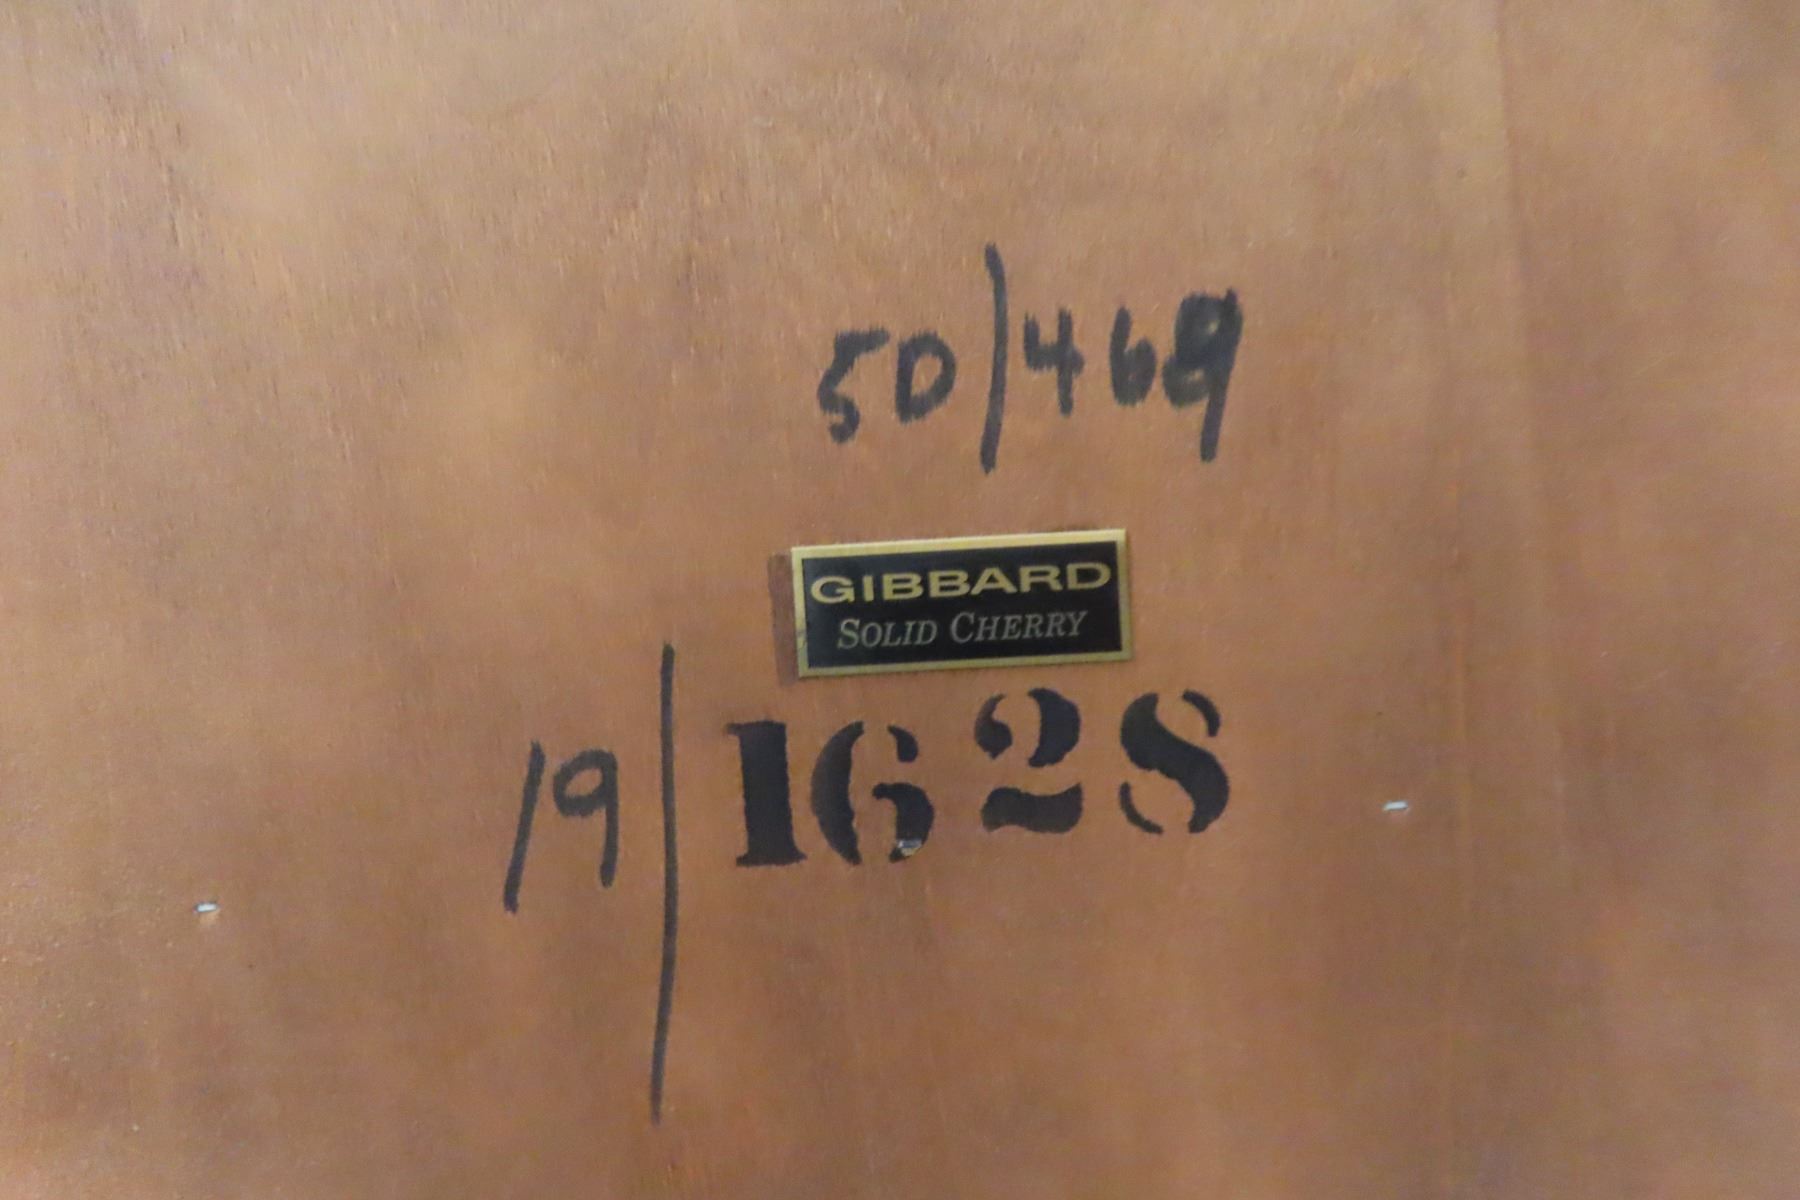 50/469
GIBBARD
SOLID CHERRY
19/1628